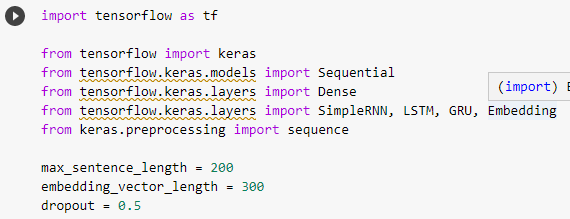 import tensorflow as tf
from tensorflow import keras
from tensorflow.keras.models import Sequential
from tensorflow.keras.layers import Dense
(import)
from tensorflow.keras.layers import SimpleRNN, LSTM, GRU, Embedding
from keras.preprocessing import sequence
max_sentence_length = 200
embedding_vector_length = 300
dropout = 0.5